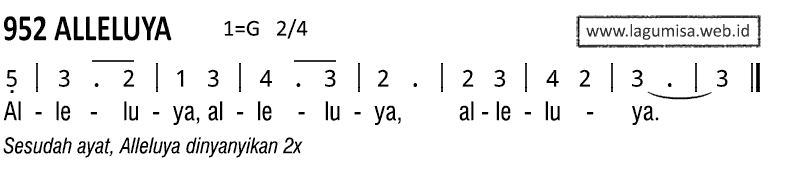 952 ALLELUYA 1=G 2/4 www.lagumisa.web.id
5̣ | 3 . 2 | 1 3 | 4 . 3 | 2 . | 2 3 | 4 2 | 3 . | 3 ||
Al - le - lu - ya, al - le - lu - ya, al - le - lu - ya.
Sesudah ayat, Alleluya dinyanyikan 2x